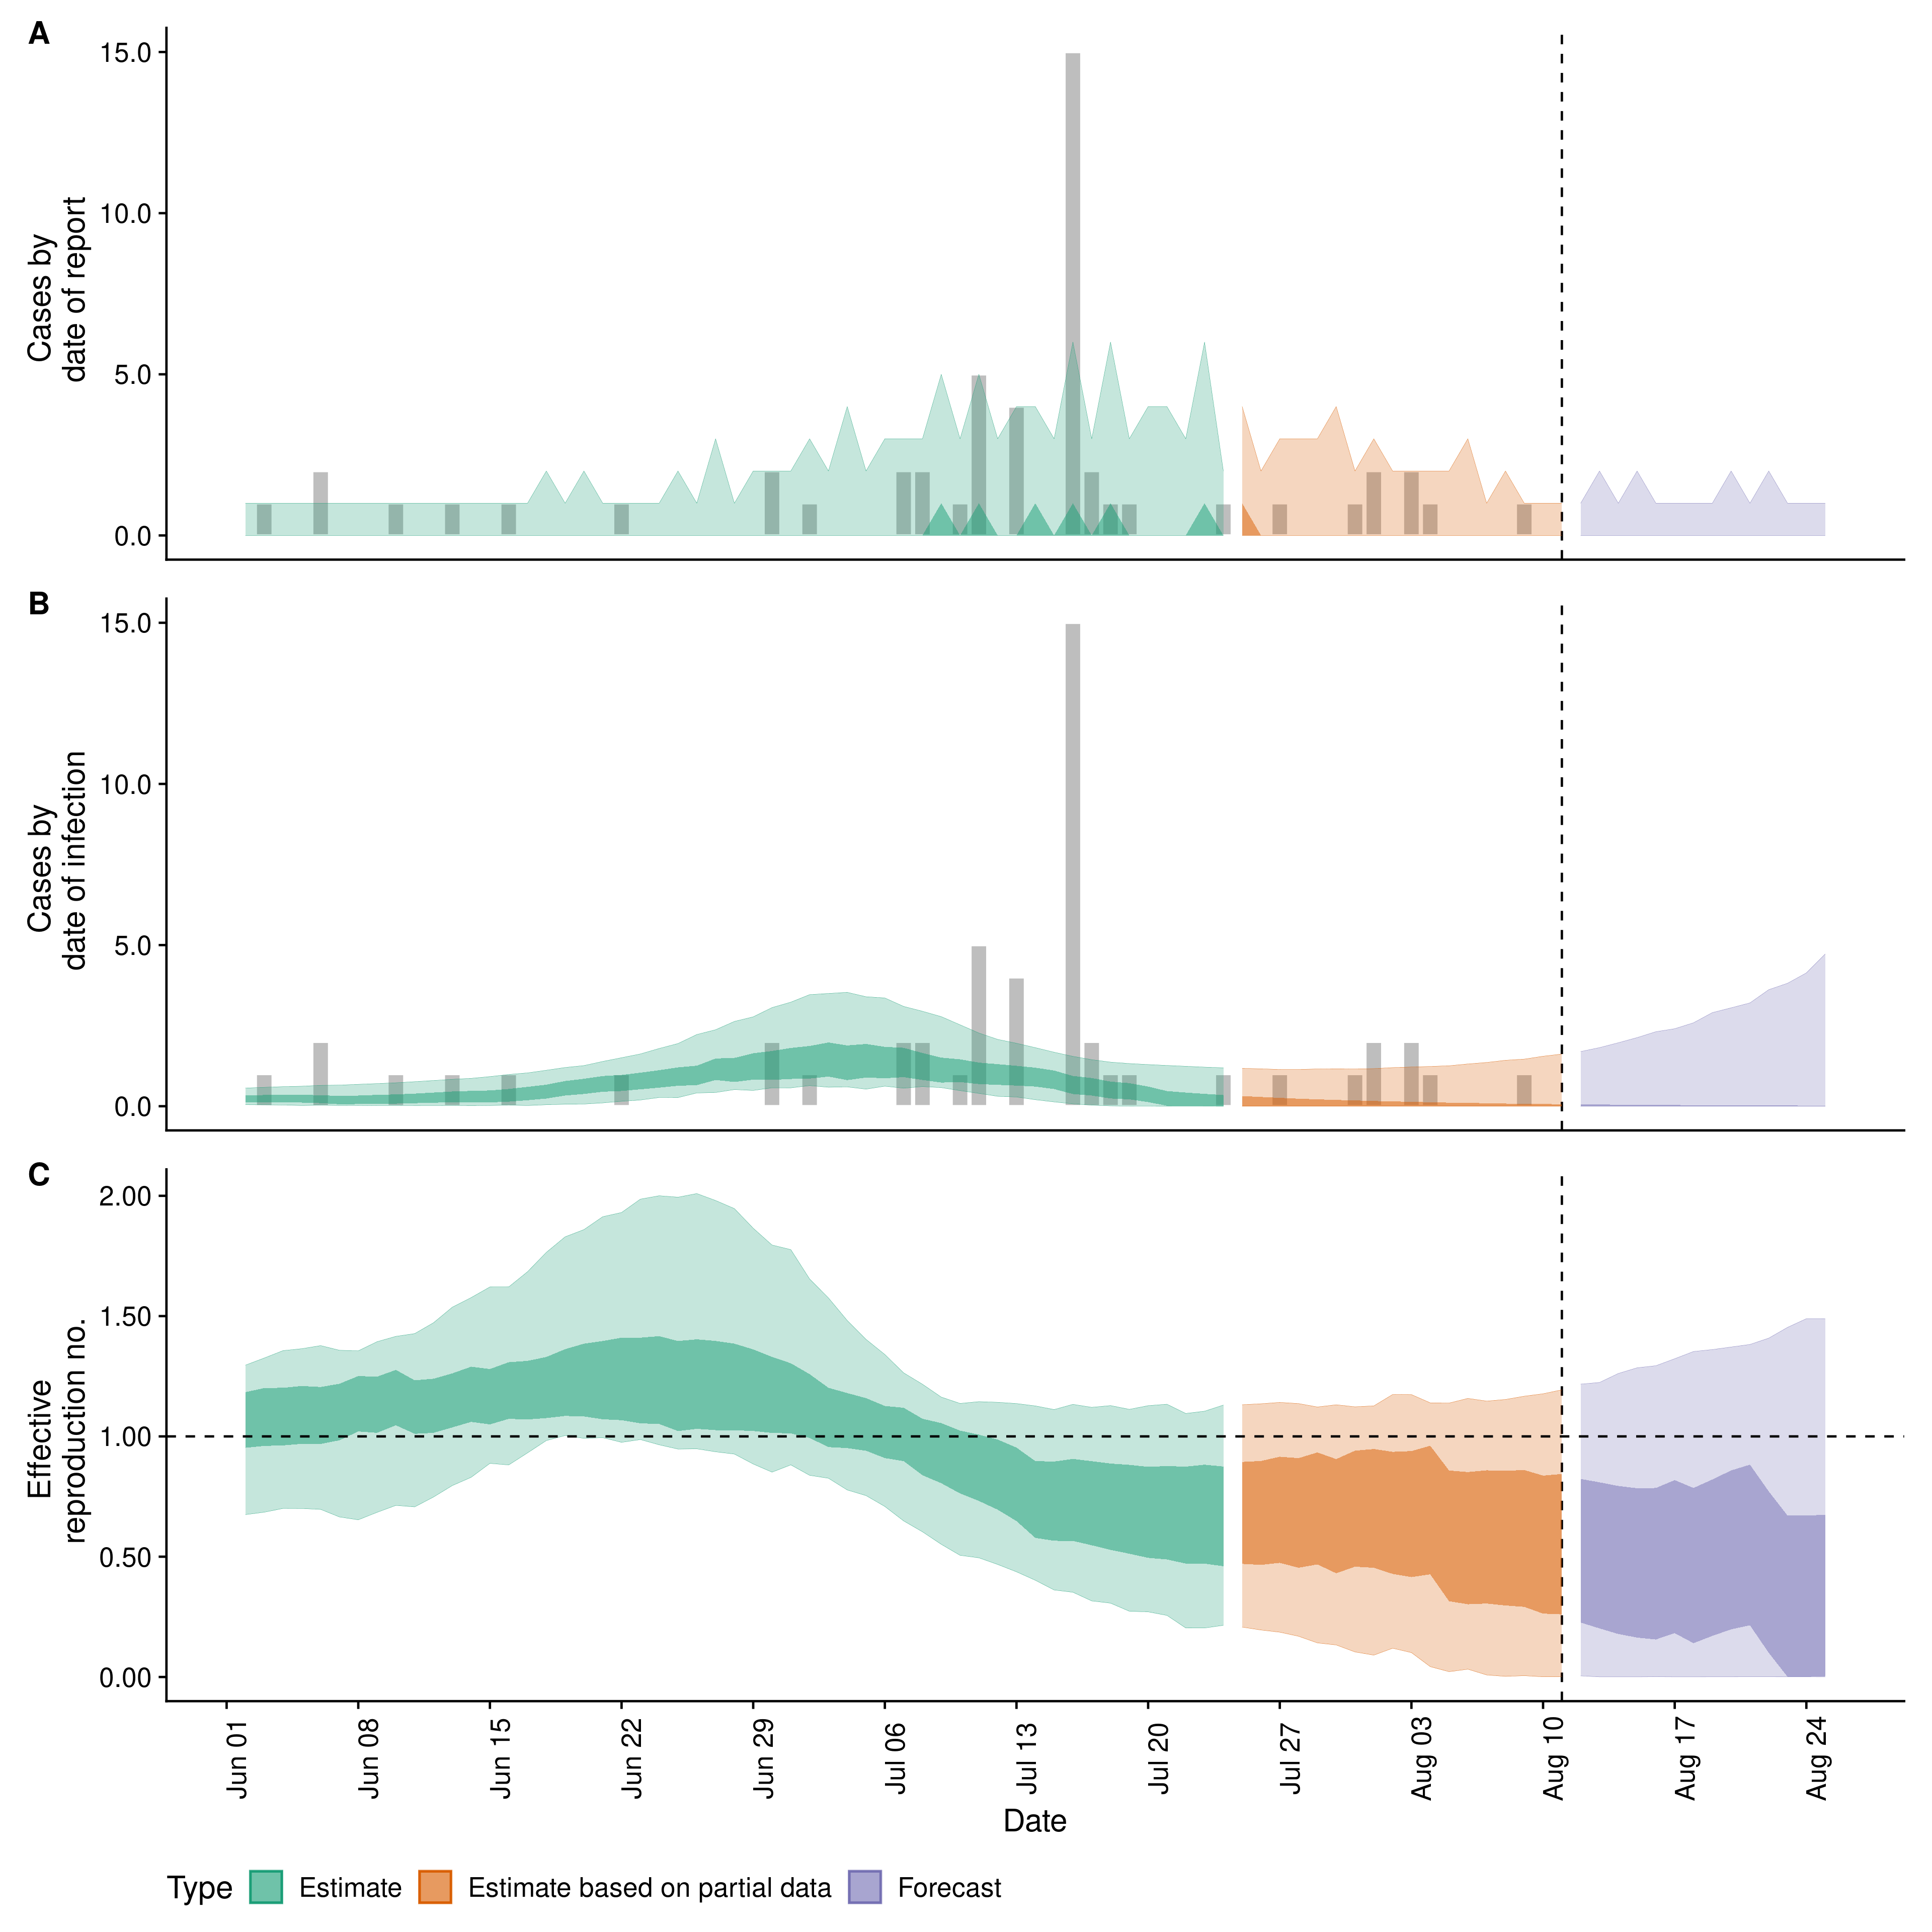 A
15.0
10.0
5.0
0.0
Cases by
date of report
B
15.0
10.0
5.0
0.0
Cases by
date of infection
C
2.00
1.50
1.00
0.50
0.00
Effective
reproduction no.
Jun 01
Jun 08
Jun 15
Jun 22
Jun 29
Jul 06
Jul 13
Jul 20
Jul 27
Aug 03
Aug 10
Aug 17
Aug 24
Date
Type Estimate Estimate based on partial data Forecast